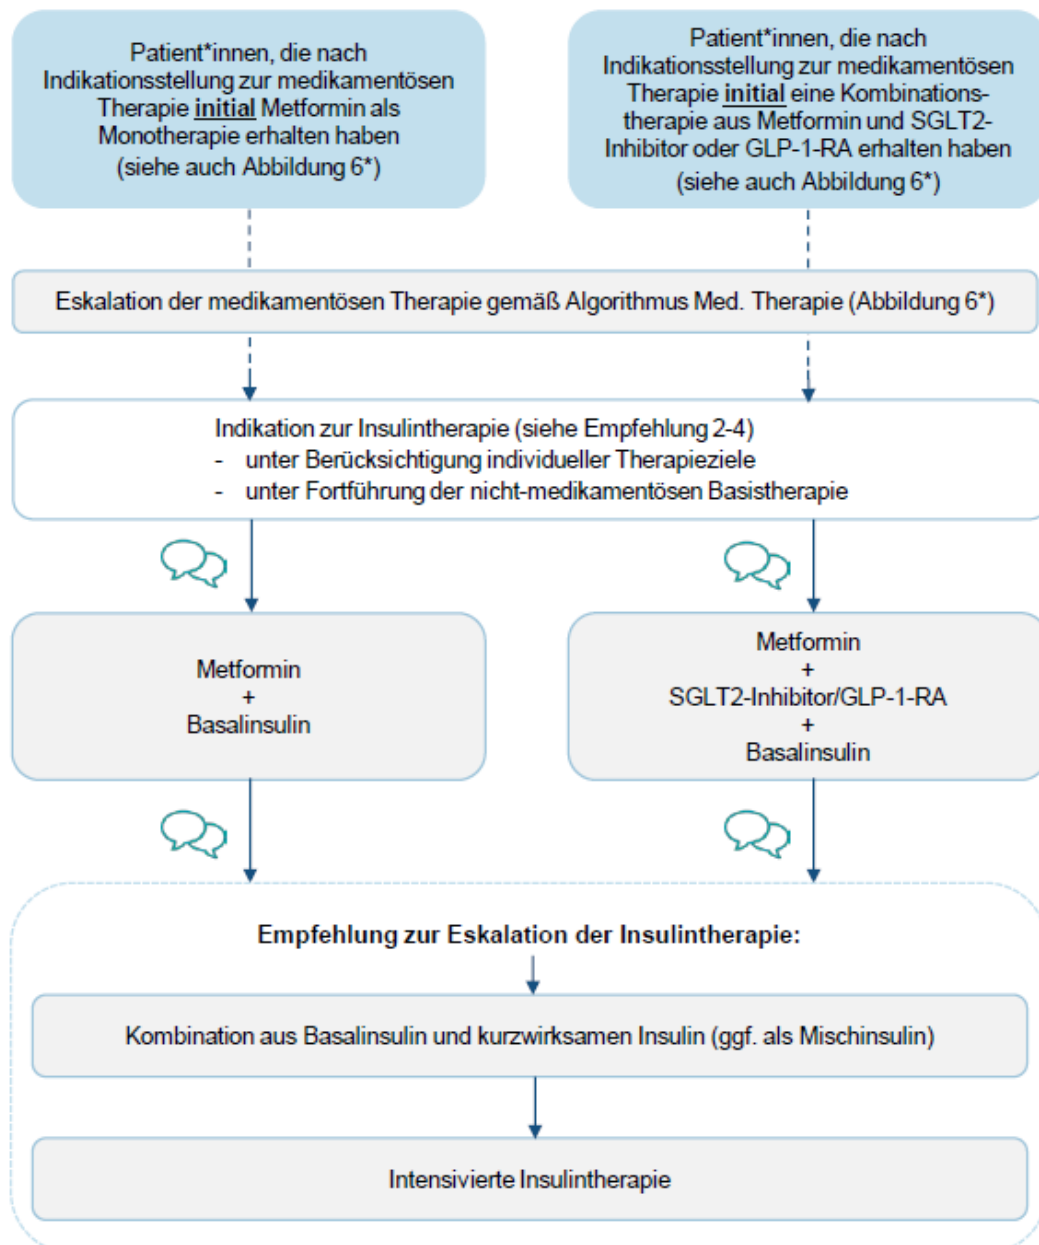 Patient*innen, die nach
Indikationsstellung zur medikamentösen
Therapie initial Metformin als
Monotherapie erhalten haben
(siehe auch Abbildung 6*)
Patient*innen, die nach
Indikationsstellung zur medikamentösen
Therapie initial eine Kombinations-
therapie aus Metformin und SGLT2-
Inhibitor oder GLP-1-RA erhalten haben
(siehe auch Abbildung 6*)
Eskalation der medikamentösen Therapie gemäß Algorithmus Med. Therapie (Abbildung 6*)
Indikation zur Insulintherapie (siehe Empfehlung 2-4)
- unter Berücksichtigung individueller Therapieziele
- unter Fortführung der nicht-medikamentösen Basistherapie
Metformin
+
Basalinsulin
Metformin
+
SGLT2-Inhibitor/GLP-1-RA
+
Basalinsulin
Empfehlung zur Eskalation der Insulintherapie:
Kombination aus Basalinsulin und kurzwirksamen Insulin (ggf. als Mischinsulin)
Intensivierte Insulintherapie